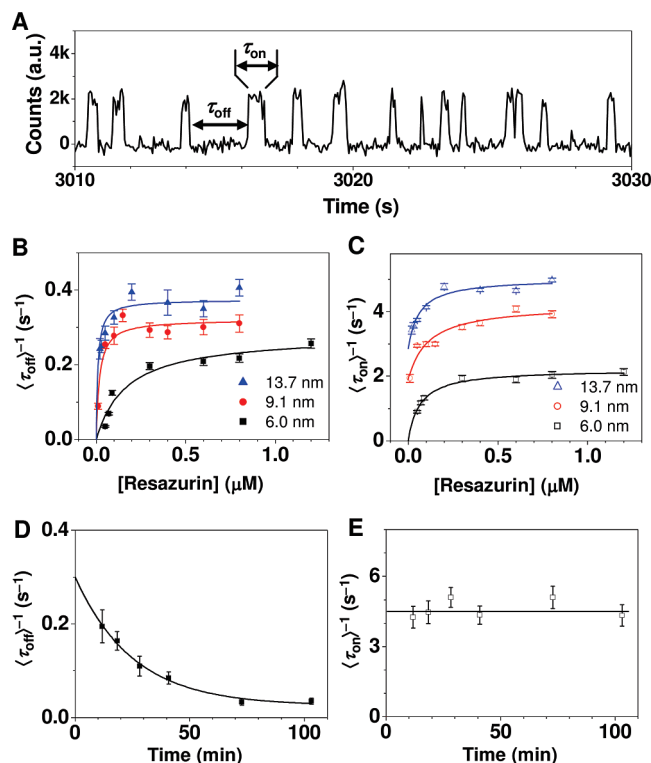 A
Counts (a.u.)
4k
2k
0
τon
τoff
3010
3020
3030
Time (s)
B
⟨τoff⟩⁻¹ (s⁻¹)
0.4
0.2
0.0
13.7 nm
9.1 nm
6.0 nm
0.0
0.5
1.0
[Resazurin] (μM)
C
⟨τon⟩⁻¹ (s⁻¹)
4
2
0
13.7 nm
9.1 nm
6.0 nm
0.0
0.5
1.0
[Resazurin] (μM)
D
⟨τoff⟩⁻¹ (s⁻¹)
0.4
0.2
0.0
0
50
100
Time (min)
E
⟨τon⟩⁻¹ (s⁻¹)
6
3
0
0
50
100
Time (min)